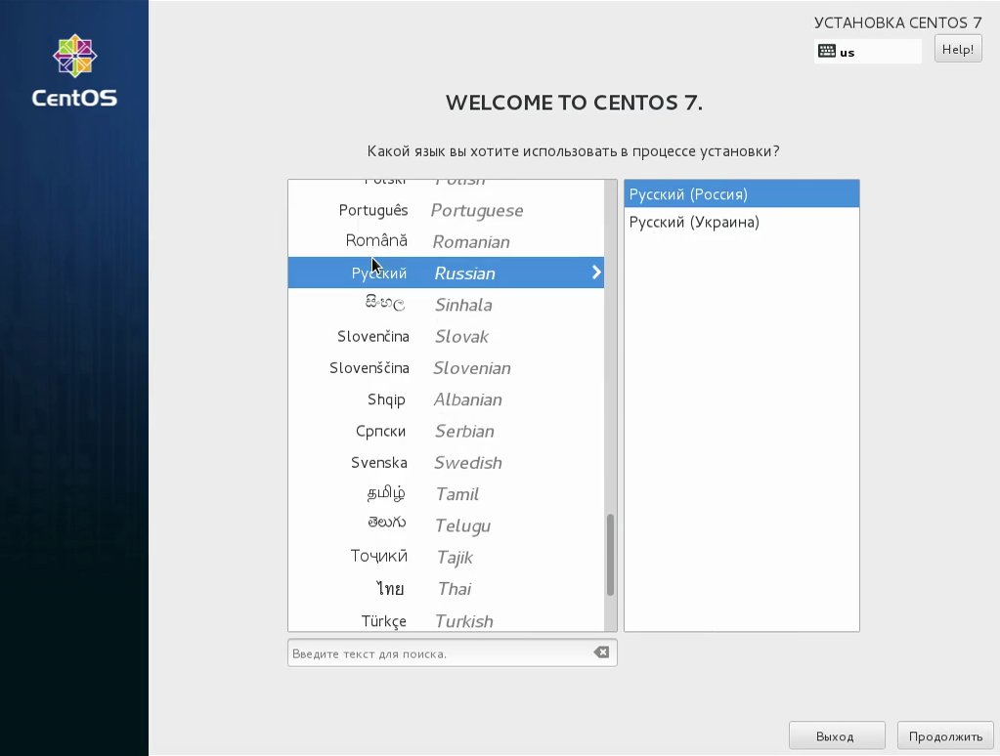 CentOS
УСТАНОВКА CENTOS 7
us
Help!
WELCOME TO CENTOS 7.
Какой язык вы хотите использовать в процессе установки?
Polski Polish
Português Portuguese
Română Romanian
Русский Russian
සිංහල Sinhala
Slovenčina Slovak
Slovenščina Slovenian
Shqip Albanian
Српски Serbian
Svenska Swedish
தமிழ் Tamil
తెలుగు Telugu
Тоҷикӣ Tajik
ไทย Thai
Türkçe Turkish
Русский (Россия)
Русский (Украина)
Введите текст для поиска.
Выход
Продолжить